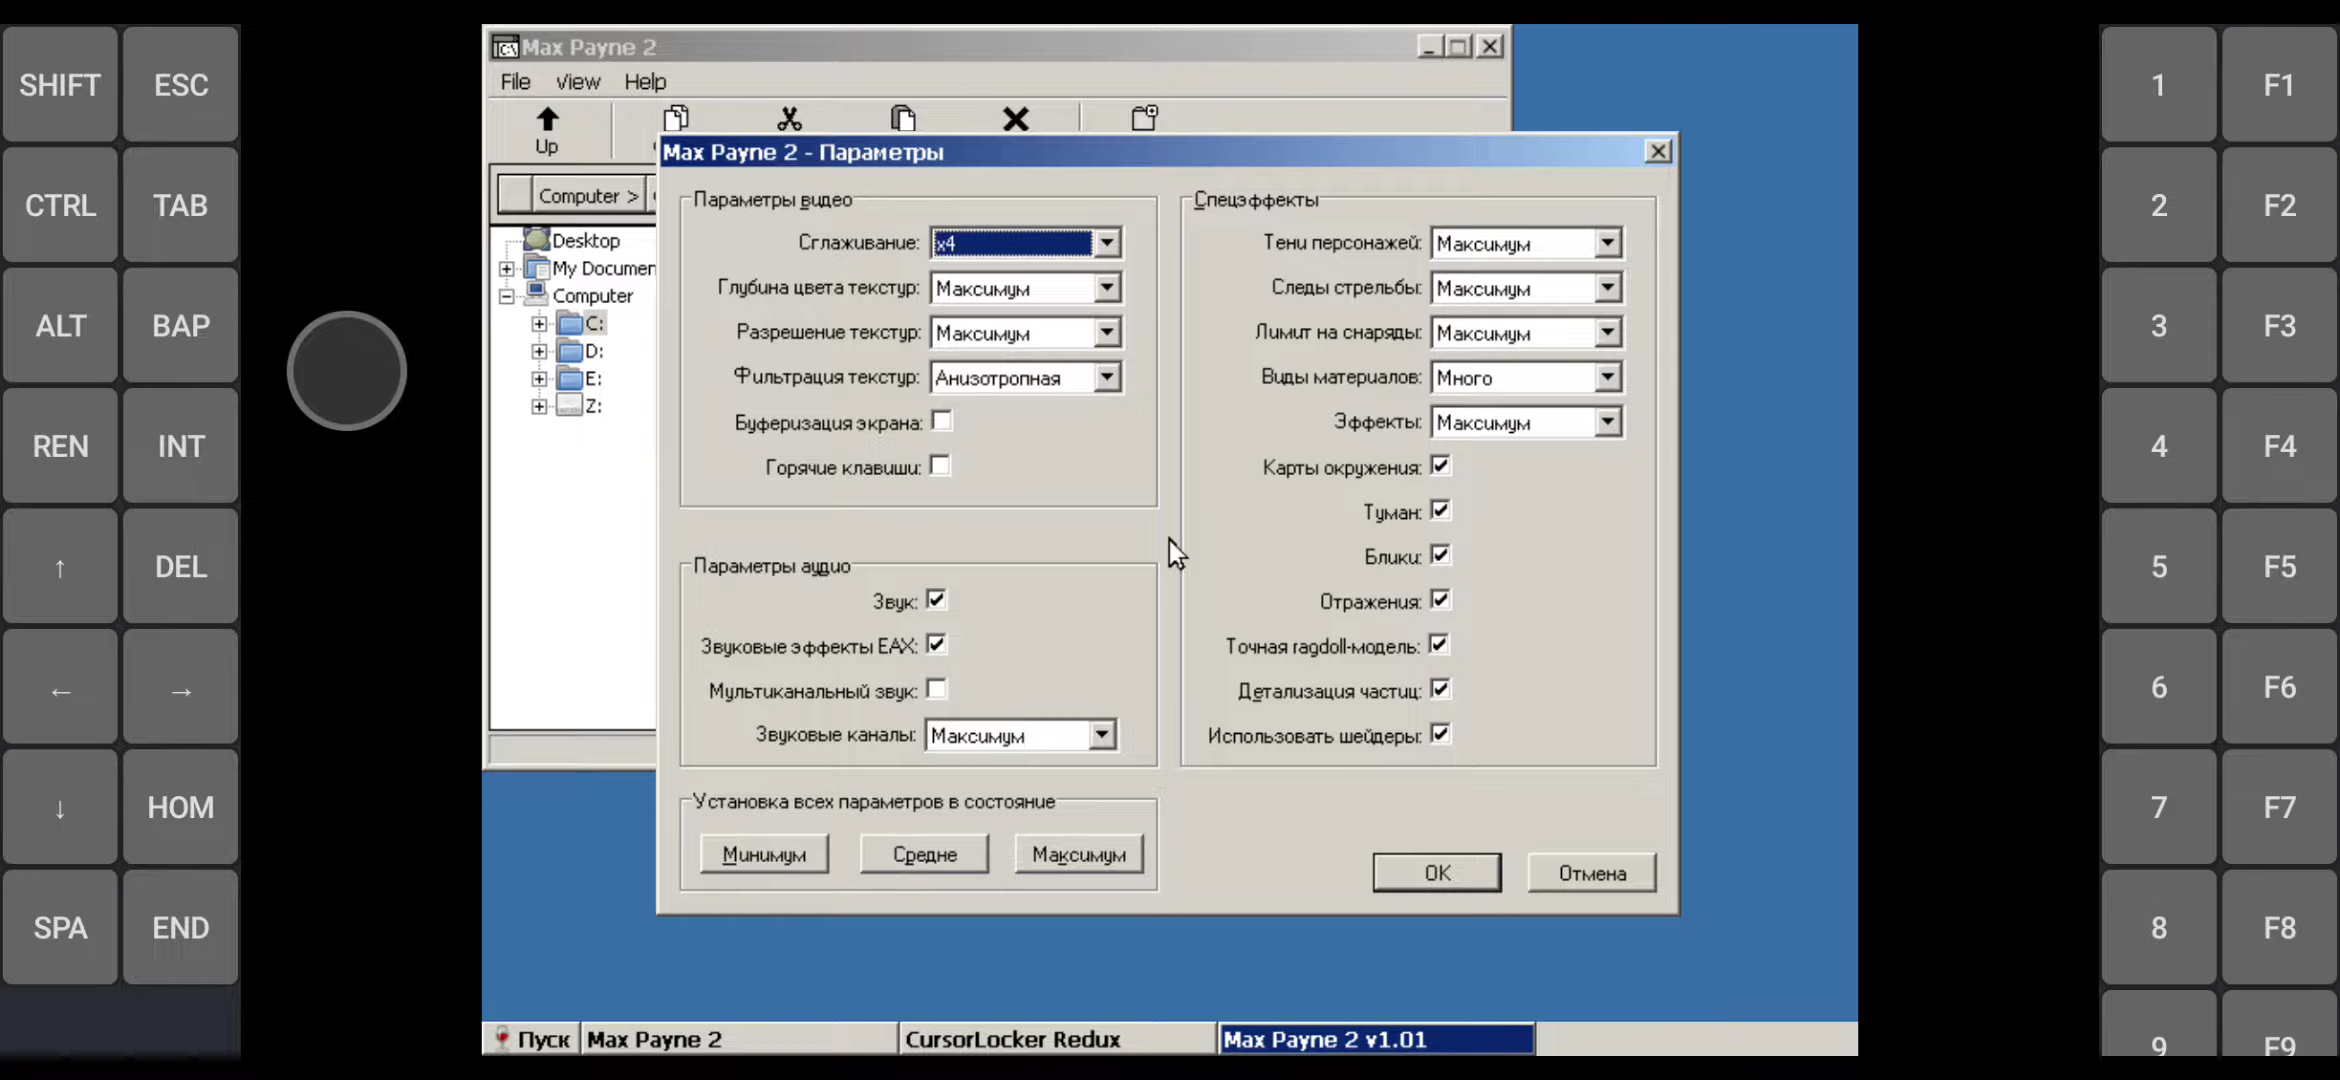 SHIFT ESC
CTRL TAB
ALT BAP
REN INT
↑ DEL
← →
↓ HOM
SPA END
Max Payne 2
File View Help
Up
Computer >
Desktop
My Documen
Computer
C:
D:
E:
Z:
Max Payne 2 - Параметры
Параметры видео
Сглаживание: x4
Глубина цвета текстур: Максимум
Разрешение текстур: Максимум
Фильтрация текстур: Анизотропная
Буферизация экрана:
Горячие клавиши:
Параметры аудио
Звук:
Звуковые эффекты EAX:
Мультиканальный звук:
Звуковые каналы: Максимум
Установка всех параметров в состояние
Минимум Средне Максимум
Спецэффекты
Тени персонажей: Максимум
Следы стрельбы: Максимум
Лимит на снаряды: Максимум
Виды материалов: Много
Эффекты: Максимум
Карты окружения:
Туман:
Блики:
Отражения:
Точная ragdoll-модель:
Детализация частиц:
Использовать шейдеры:
OK Отмена
Пуск Max Payne 2 CursorLocker Redux Max Payne 2 v1.01
1 F1
2 F2
3 F3
4 F4
5 F5
6 F6
7 F7
8 F8
9 F9